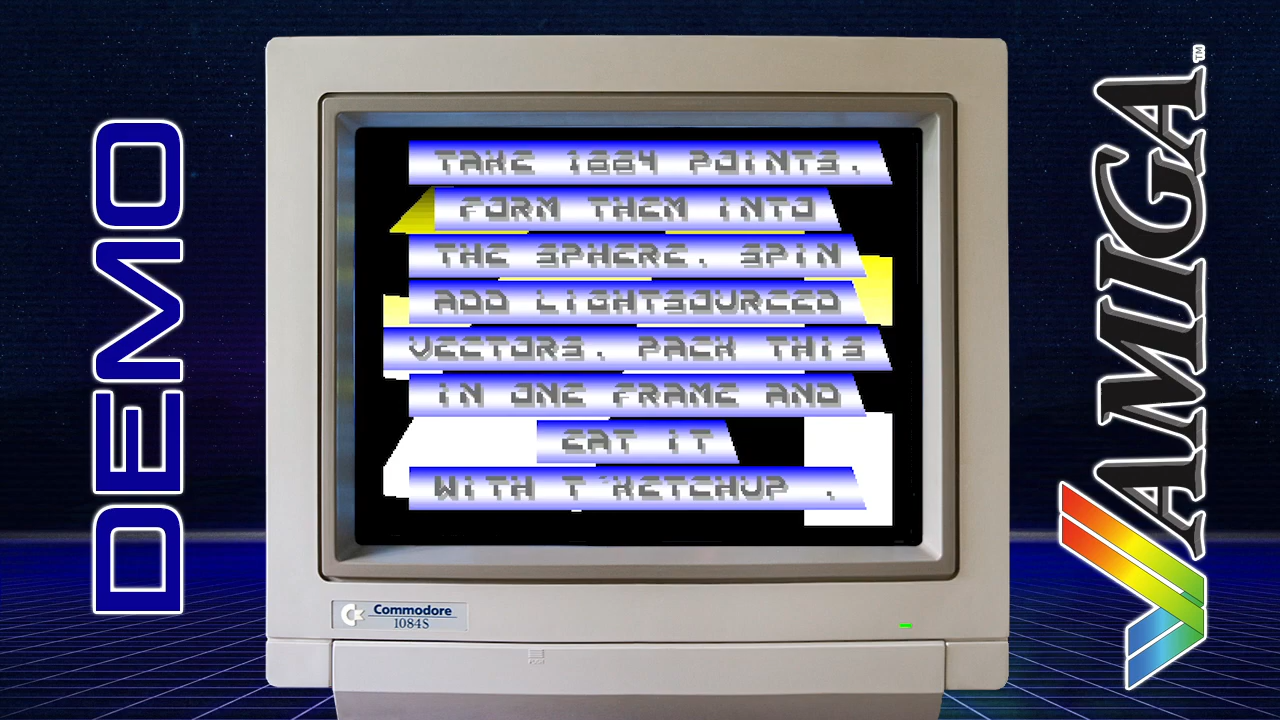 DEMO
TAKE 1884 POINTS.
FORM THEM INTO
THE SPHERE. SPIN
ADD LIGHTSOURCED
VECTORS. PACK THIS
IN ONE FRAME AND
EAT IT
WITH T´KETCHUP .
Commodore
1084S
AMIGA™